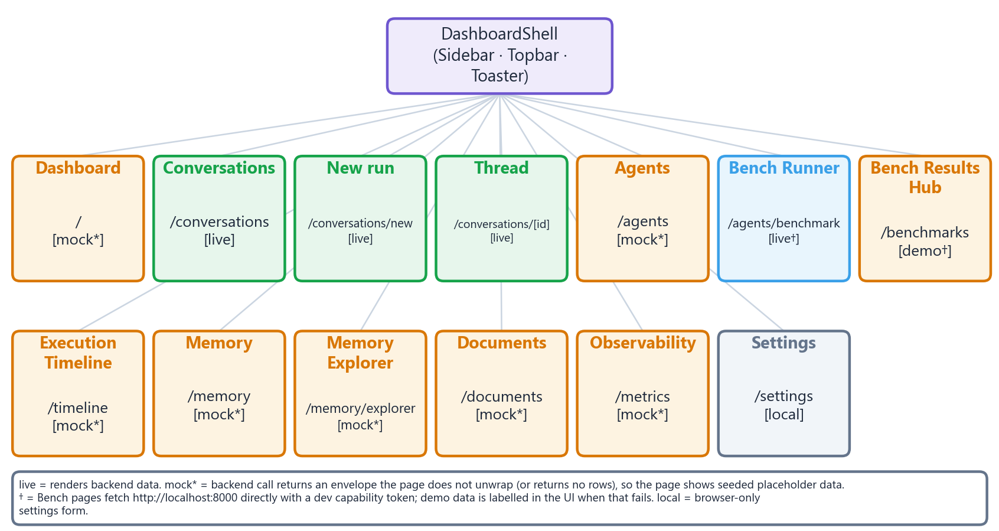 DashboardShell
(Sidebar · Topbar ·
Toaster)
Dashboard
/
[mock*]
Conversations
/conversations
[live]
New run
/conversations/new
[live]
Thread
/conversations/[id]
[live]
Agents
/agents
[mock*]
Bench Runner
/agents/benchmark
[live†]
Bench Results
Hub
/benchmarks
[demo†]
Execution
Timeline
/timeline
[mock*]
Memory
/memory
[mock*]
Memory
Explorer
/memory/explorer
[mock*]
Documents
/documents
[mock*]
Observability
/metrics
[mock*]
Settings
/settings
[local]
live = renders backend data. mock* = backend call returns an envelope the page does not unwrap (or returns no rows), so the page shows seeded placeholder data.
† = Bench pages fetch http://localhost:8000 directly with a dev capability token; demo data is labelled in the UI when that fails. local = browser-only
settings form.